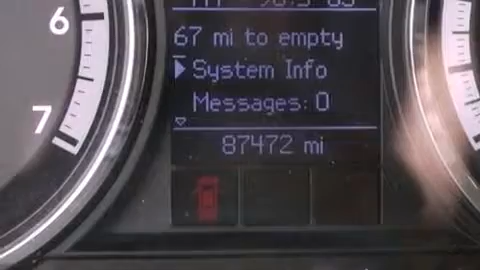 6
67 mi to empty
System Info
Messages: 0
7
87472 mi